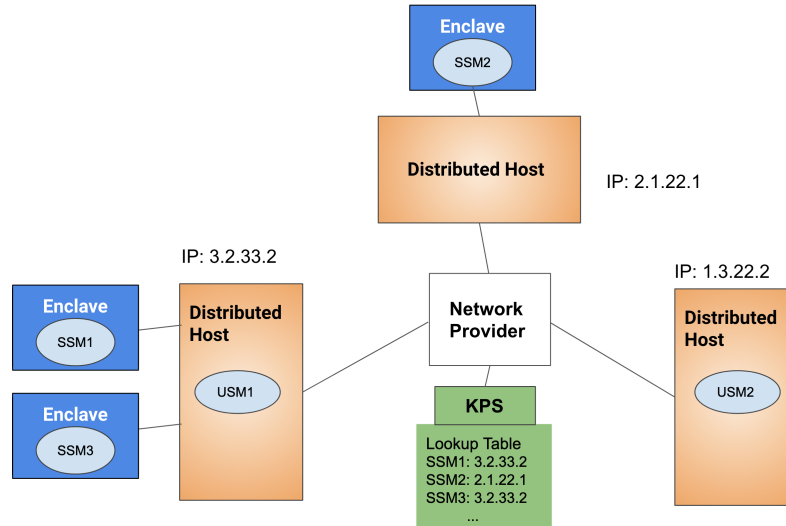 Enclave
SSM2
Distributed Host
IP: 2.1.22.1
IP: 3.2.33.2
IP: 1.3.22.2
Enclave
SSM1
Distributed
Host
USM1
Enclave
SSM3
Network
Provider
KPS
Lookup Table
SSM1: 3.2.33.2
SSM2: 2.1.22.1
SSM3: 3.2.33.2
...
Distributed
Host
USM2